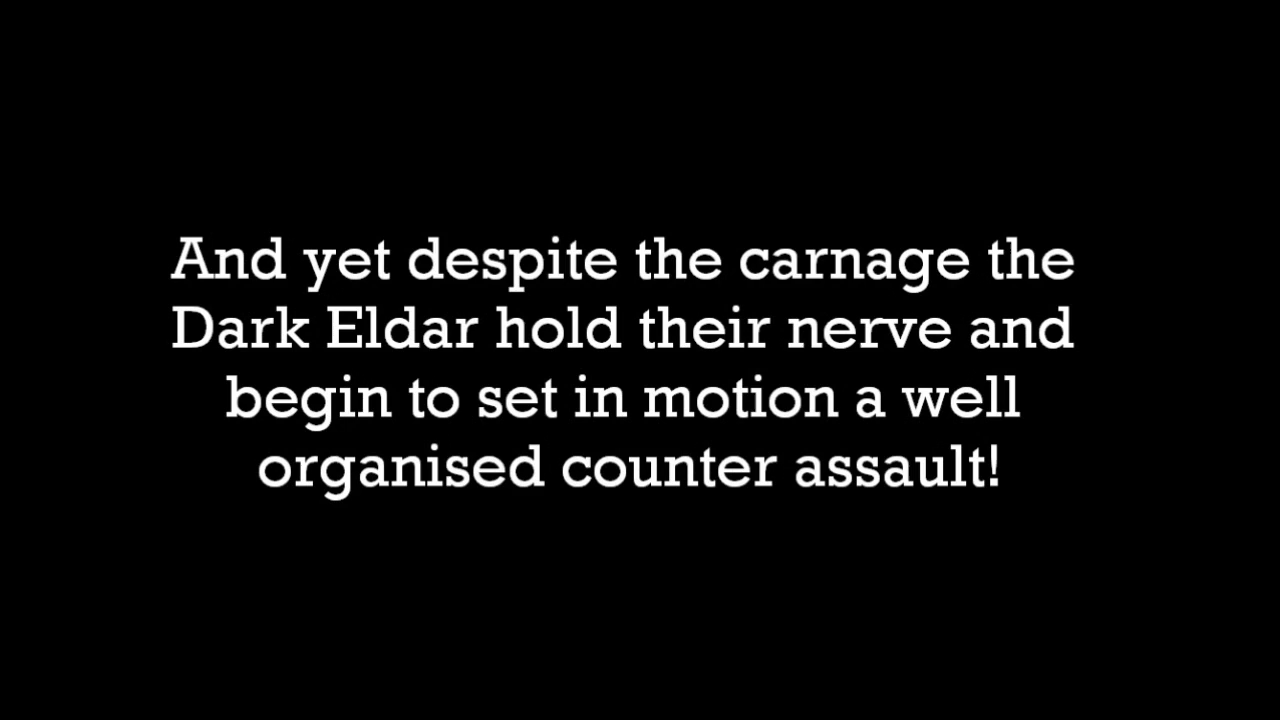 And yet despite the carnage the
Dark Eldar hold their nerve and
begin to set in motion a well
organised counter assault!